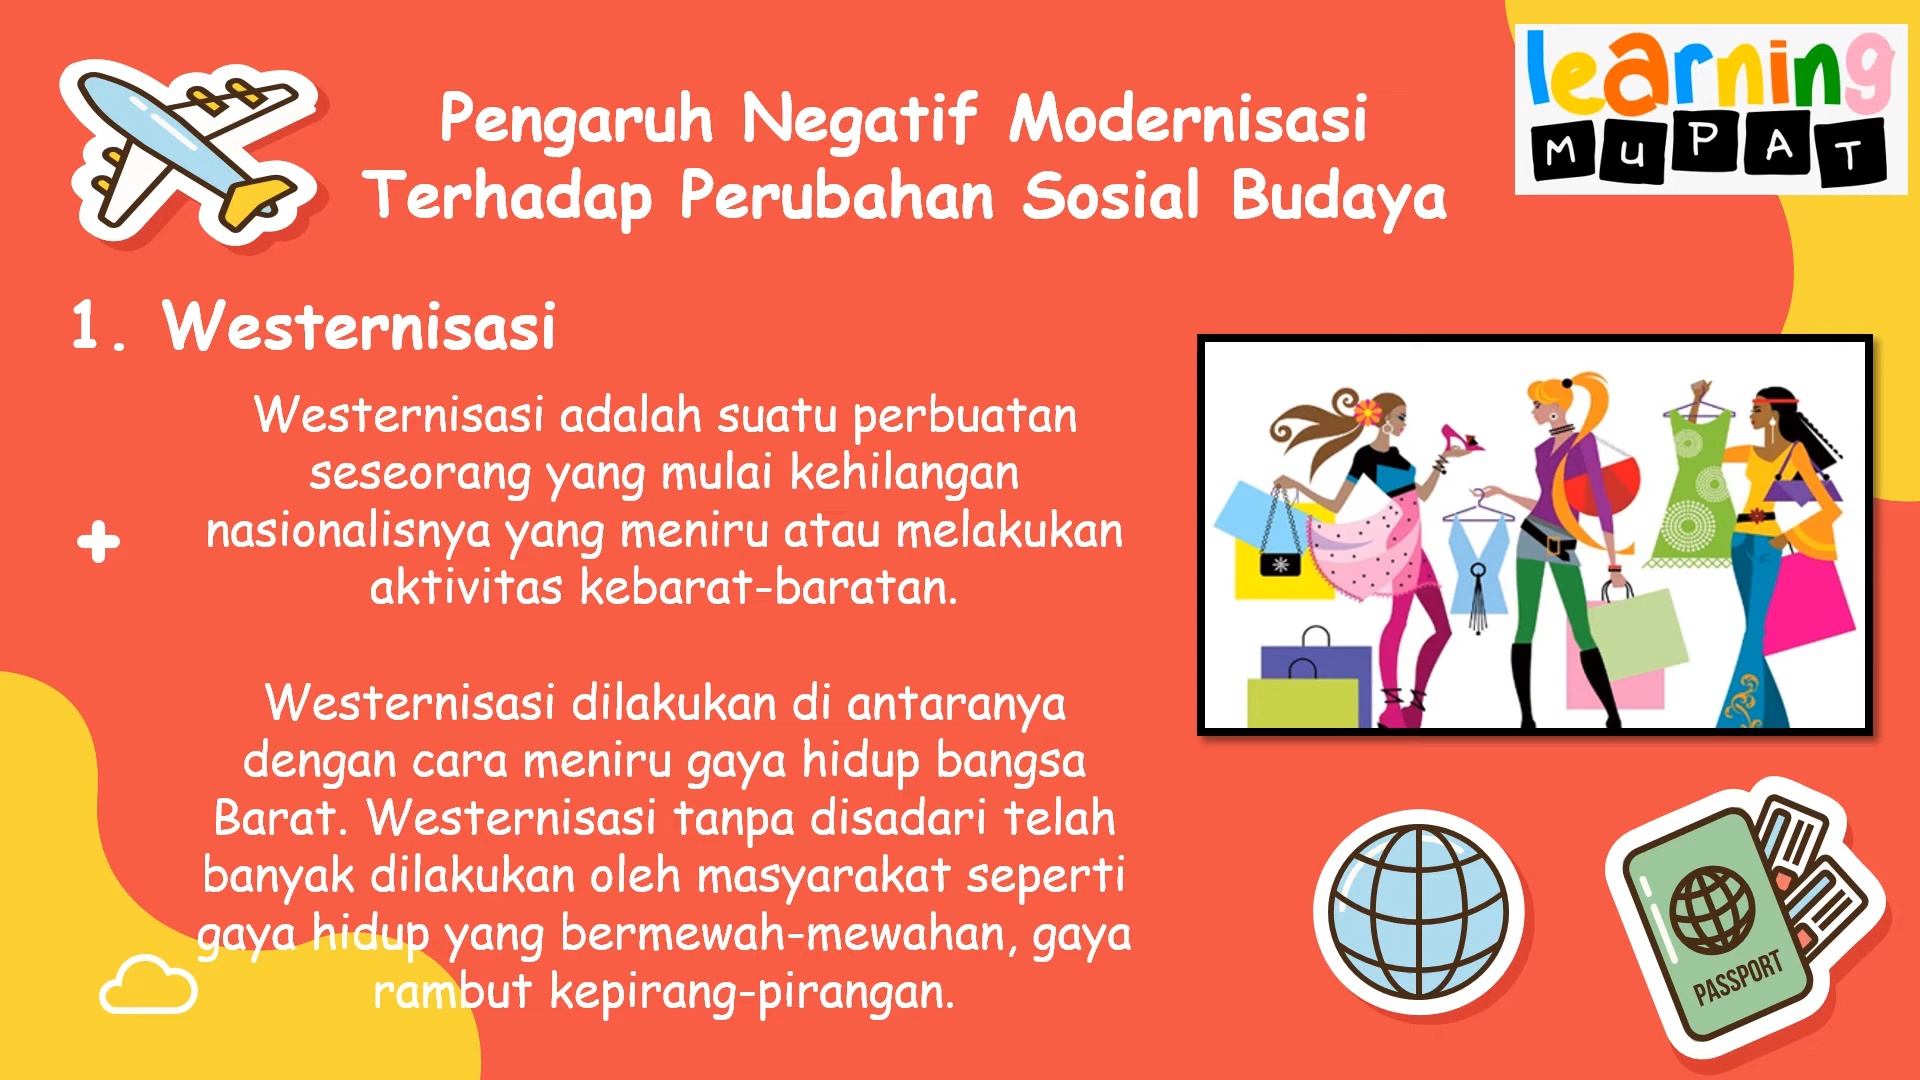 learning
MUPAT
Pengaruh Negatif Modernisasi
Terhadap Perubahan Sosial Budaya
1. Westernisasi
Westernisasi adalah suatu perbuatan
seseorang yang mulai kehilangan
nasionalisnya yang meniru atau melakukan
aktivitas kebarat-baratan.
Westernisasi dilakukan di antaranya
dengan cara meniru gaya hidup bangsa
Barat. Westernisasi tanpa disadari telah
banyak dilakukan oleh masyarakat seperti
gaya hidup yang bermewah-mewahan, gaya
rambut kepirang-pirangan.
PASSPORT